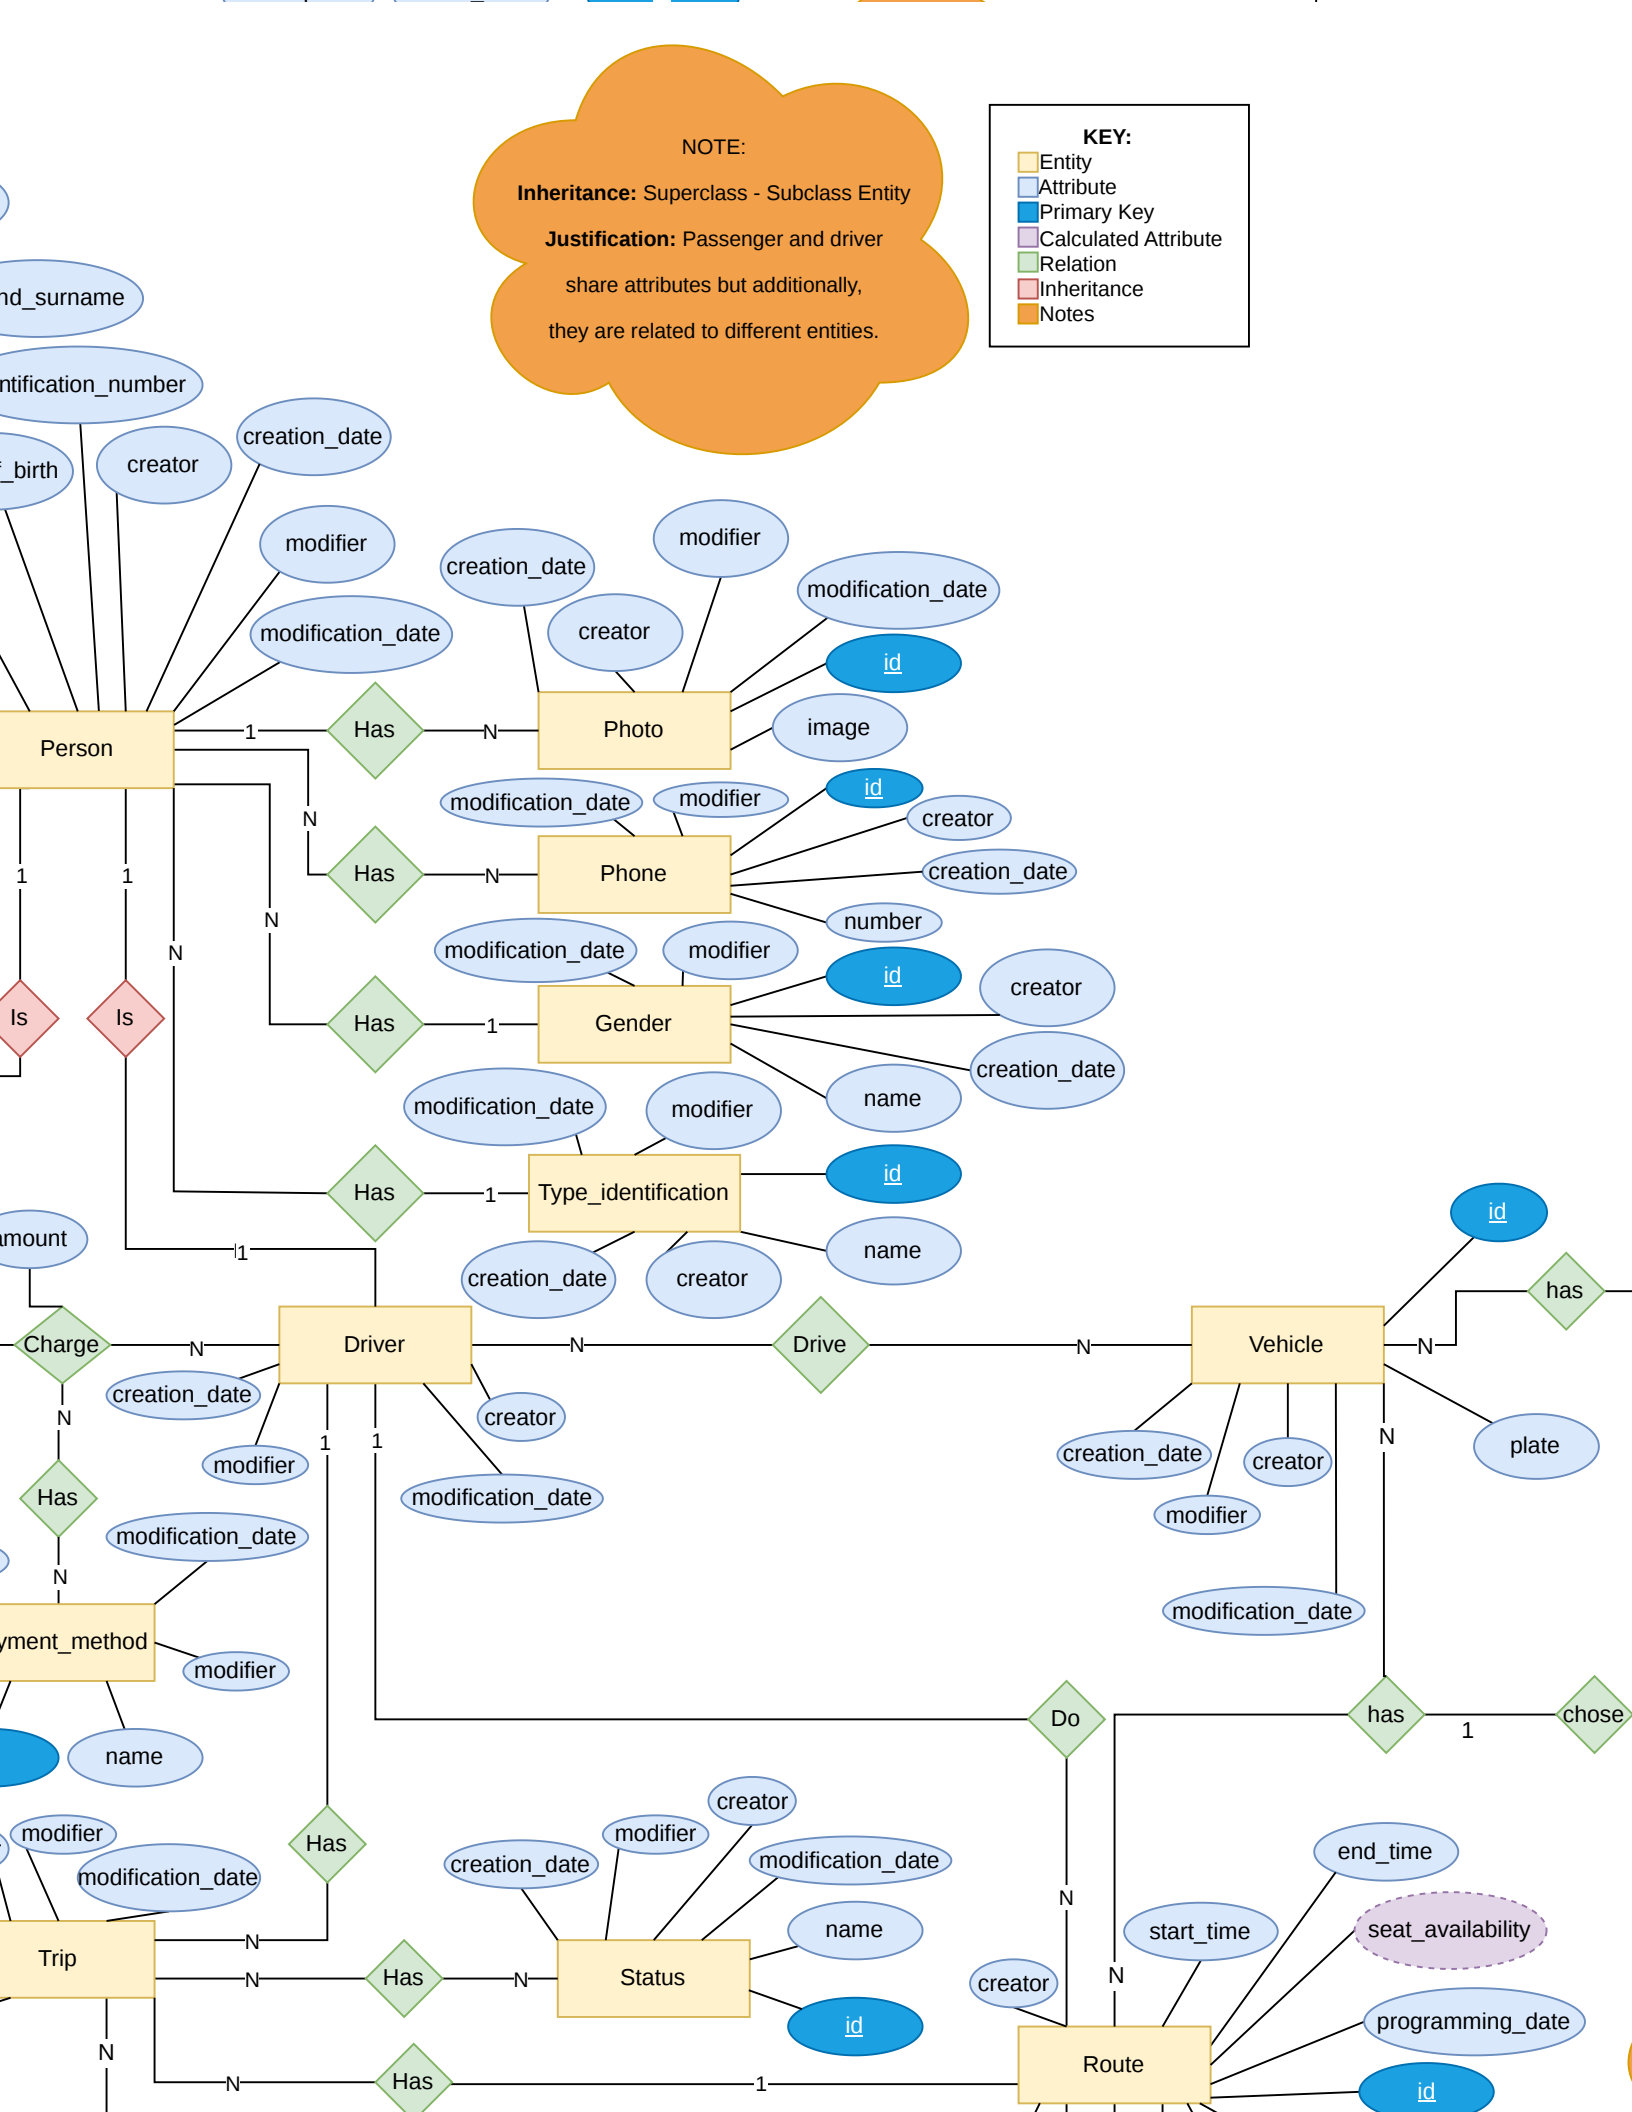 NOTE:
Inheritance: Superclass - Subclass Entity
Justification: Passenger and driver
share attributes but additionally,
they are related to different entities.
KEY:
Entity
Attribute
Primary Key
Calculated Attribute
Relation
Inheritance
Notes
nd_surname
ntification_number
creation_date
creator
_birth
modifier
modification_date
creation_date
modifier
modification_date
creator
id
image
Person
1
Has
N
Photo
modification_date
modifier
id
creator
creation_date
number
N
Has
N
Phone
1
1
N
N
modification_date
modifier
id
creator
creation_date
name
Is
Is
Has
1
Gender
modification_date
modifier
id
name
Has
1
Type_identification
creation_date
creator
amount
1
id
has
Charge
N
Driver
N
Drive
N
Vehicle
N
creation_date
modifier
creator
modification_date
N
1
1
creation_date
creator
modifier
modification_date
N
plate
Has
N
modification_date
yment_method
modifier
name
Do
has
1
chose
modifier
modification_date
Has
creation_date
modifier
creator
modification_date
name
id
N
N
end_time
start_time
seat_availability
creator
programming_date
id
Trip
N
N
Has
N
Status
N
N
Has
1
Route